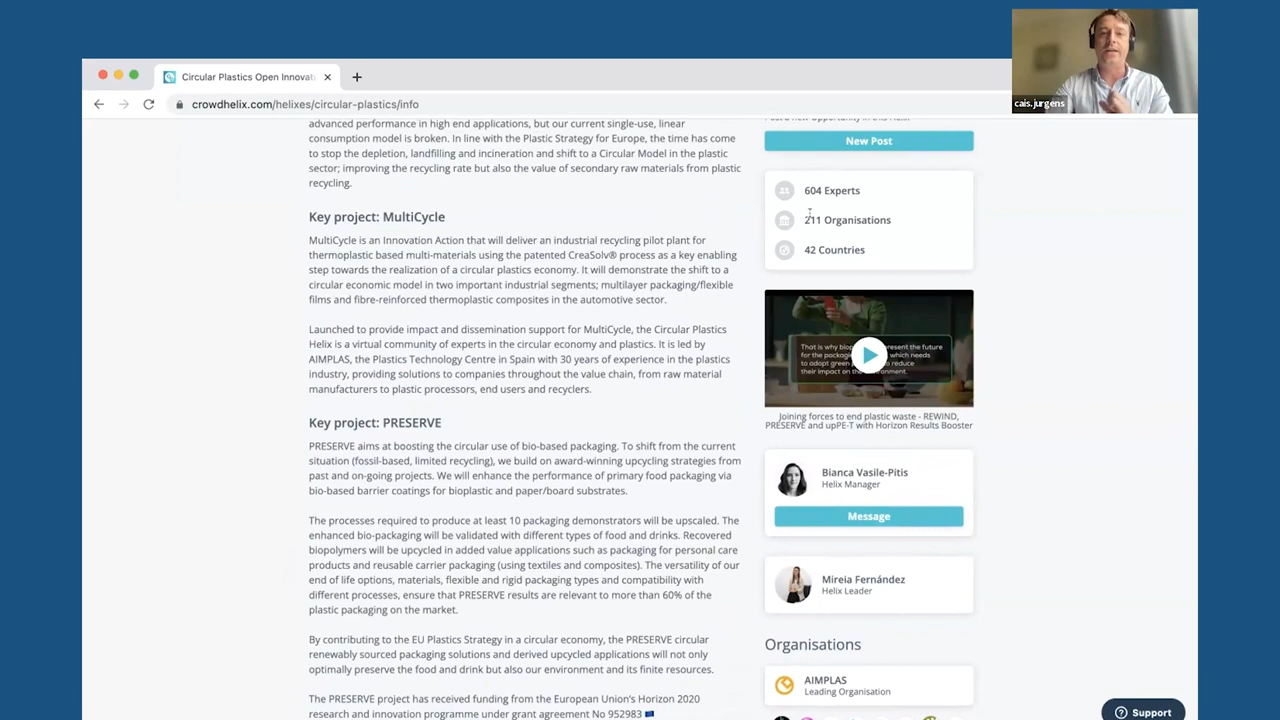 cais.jurgens
Circular Plastics Open Innovat
crowdhelix.com/helixes/circular-plastics/info
advanced performance in high end applications, but our current single-use, linear
consumption model is broken. In line with the Plastic Strategy for Europe, the time has come
to stop the depletion, landfilling and incineration and shift to a Circular Model in the plastic
sector; improving the recycling rate but also the value of secondary raw materials from plastic
recycling.
Key project: MultiCycle
MultiCycle is an Innovation Action that will deliver an industrial recycling pilot plant for
thermoplastic based multi-materials using the patented CreaSolv® process as a key enabling
step towards the realization of a circular plastics economy. It will demonstrate the shift to a
circular economic model in two important industrial segments; multilayer packaging/flexible
films and fibre-reinforced thermoplastic composites in the automotive sector.
Launched to provide impact and dissemination support for MultiCycle, the Circular Plastics
Helix is a virtual community of experts in the circular economy and plastics. It is led by
AIMPLAS, the Plastics Technology Centre in Spain with 30 years of experience in the plastics
industry, providing solutions to companies throughout the value chain, from raw material
manufacturers to plastic processors, end users and recyclers.
Key project: PRESERVE
PRESERVE aims at boosting the circular use of bio-based packaging. To shift from the current
situation (fossil-based, limited recycling), we build on award-winning upcycling strategies from
past and on-going projects. We will enhance the performance of primary food packaging via
bio-based barrier coatings for bioplastic and paper/board substrates.
The processes required to produce at least 10 packaging demonstrators will be upscaled. The
enhanced bio-packaging will be validated with different types of food and drinks. Recovered
biopolymers will be upcycled in added value applications such as packaging for personal care
products and reusable carrier packaging (using textiles and composites). The versatility of our
end of life options, materials, flexible and rigid packaging types and compatibility with
different processes, ensure that PRESERVE results are relevant to more than 60% of the
plastic packaging on the market.
By contributing to the EU Plastics Strategy in a circular economy, the PRESERVE circular
renewably sourced packaging solutions and derived upcycled applications will not only
optimally preserve the food and drink but also our environment and its finite resources.
The PRESERVE project has received funding from the European Union's Horizon 2020
research and innovation programme under grant agreement No 952983
New Post
604 Experts
211 Organisations
42 Countries
That is why present the future
for the which needs
to adopt green to reduce
their impact on the environment.
Joining forces to end plastic waste - REWIND,
PRESERVE and upPE-T with Horizon Results Booster
Bianca Vasile-Pitis
Helix Manager
Message
Mireia Fernández
Helix Leader
Organisations
AIMPLAS
Leading Organisation
Support